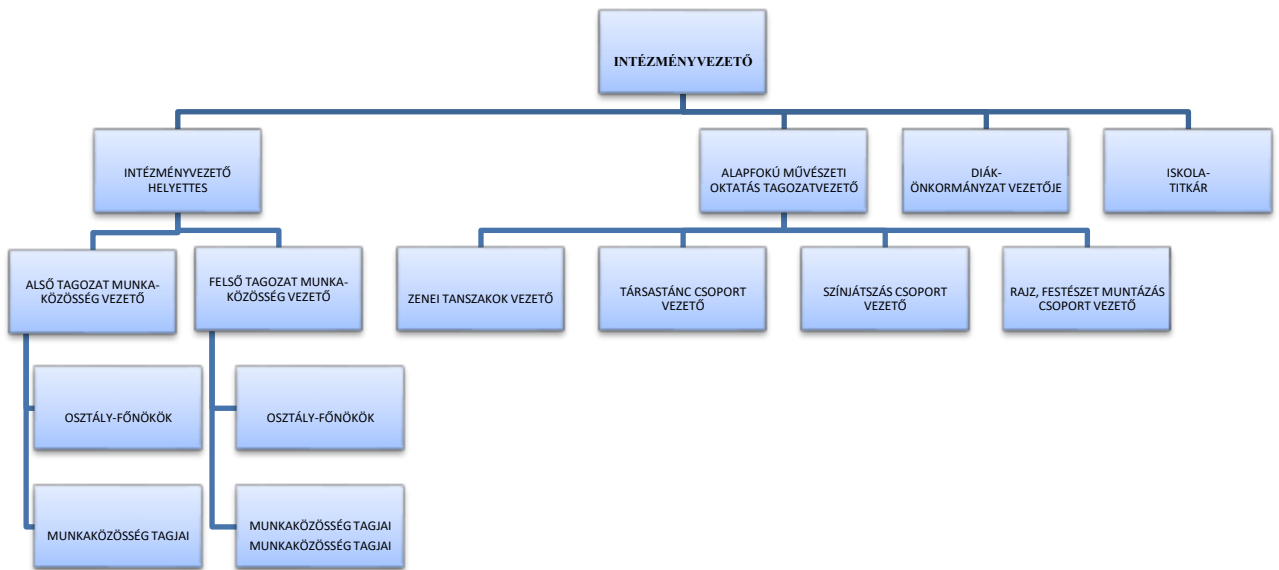 INTÉZMÉNYVEZETŐ
INTÉZMÉNYVEZETŐ
HELYETTES
ALAPFOKÚ MŰVÉSZETI
OKTATÁS TAGOZATVEZETŐ
DIÁK-
ÖNKORMÁNYZAT VEZETŐJE
ISKOLA-
TITKÁR
ALSŐ TAGOZAT MUNKA-
KÖZÖSSÉG VEZETŐ
FELSŐ TAGOZAT MUNKA-
KÖZÖSSÉG VEZETŐ
ZENEI TANSZAKOK VEZETŐ
TÁRSASTÁNC CSOPORT
VEZETŐ
SZÍNJÁTSZÁS CSOPORT
VEZETŐ
RAJZ, FESTÉSZET MUNTÁZÁS
CSOPORT VEZETŐ
OSZTÁLY-FŐNÖKÖK
OSZTÁLY-FŐNÖKÖK
MUNKAKÖZÖSSÉG TAGJAI
MUNKAKÖZÖSSÉG TAGJAI
MUNKAKÖZÖSSÉG TAGJAI